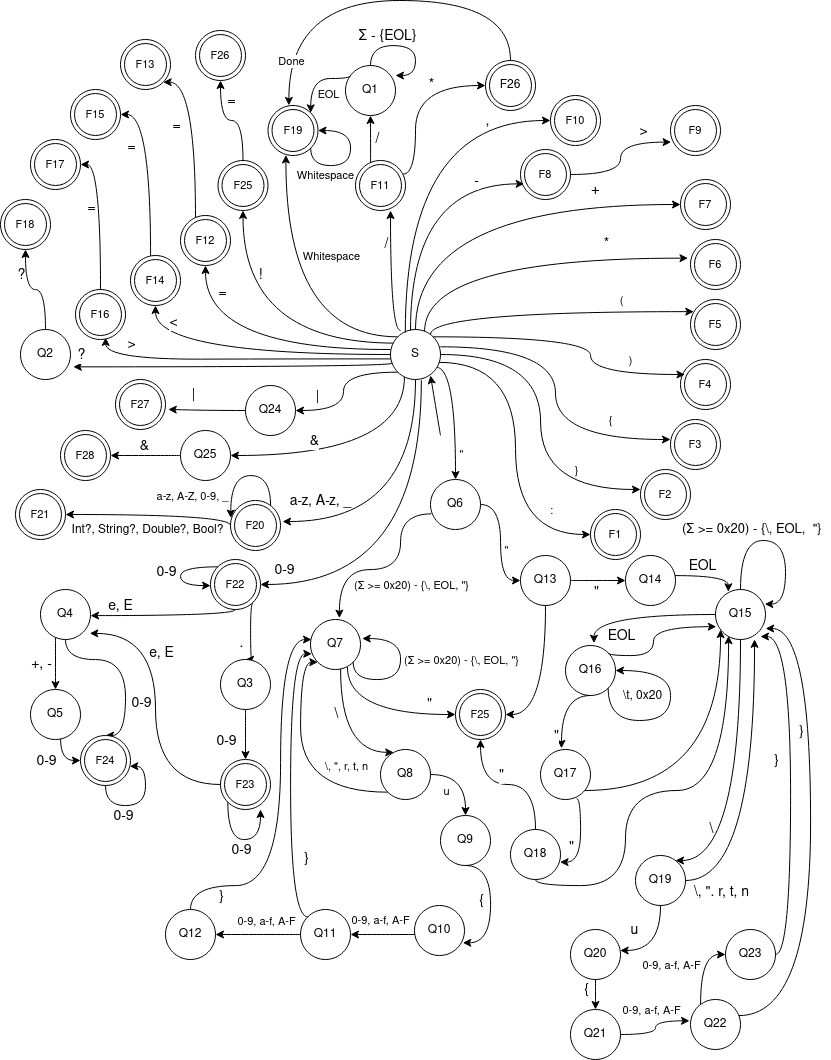 Σ - {EOL}
F26
F13
Done
*
Q1
F26
EOL
F15
=
=
F19
/
,
F10
>
F9
=
F17
Whitespace
F11
-
F8
F25
+
F7
=
F18
F12
/
*
F6
?
Whitespace
!
F14
=
(
F5
F16
<
Q2
?
>
S
)
F4
F27
|
Q24
|
{
F3
F28
&
Q25
&
"
}
F2
a-z, A-Z, 0-9, _
a-z, A-z, _
Q6
:
F21
F20
Int?, String?, Double?, Bool?
F1
(Σ >= 0x20) - {\, EOL, "}
"
EOL
0-9
F22
0-9
(Σ >= 0x20) - {\, EOL, "}
Q13
"
Q14
Q4
e, E
Q15
.
Q7
EOL
e, E
(Σ >= 0x20) - {\, EOL, "}
+, -
Q3
Q16
\t, 0x20
0-9
"
Q5
\
F25
0-9
"
}
0-9
F24
\, ", r, t, n
Q8
"
Q17
}
F23
u
0-9
0-9
Q9
"
Q18
\
}
Q19
\, ". r, t, n
}
{
0-9, a-f, A-F
0-9, a-f, A-F
Q12
Q11
Q10
u
Q20
0-9, a-f, A-F
Q23
{
0-9, a-f, A-F
Q21
Q22